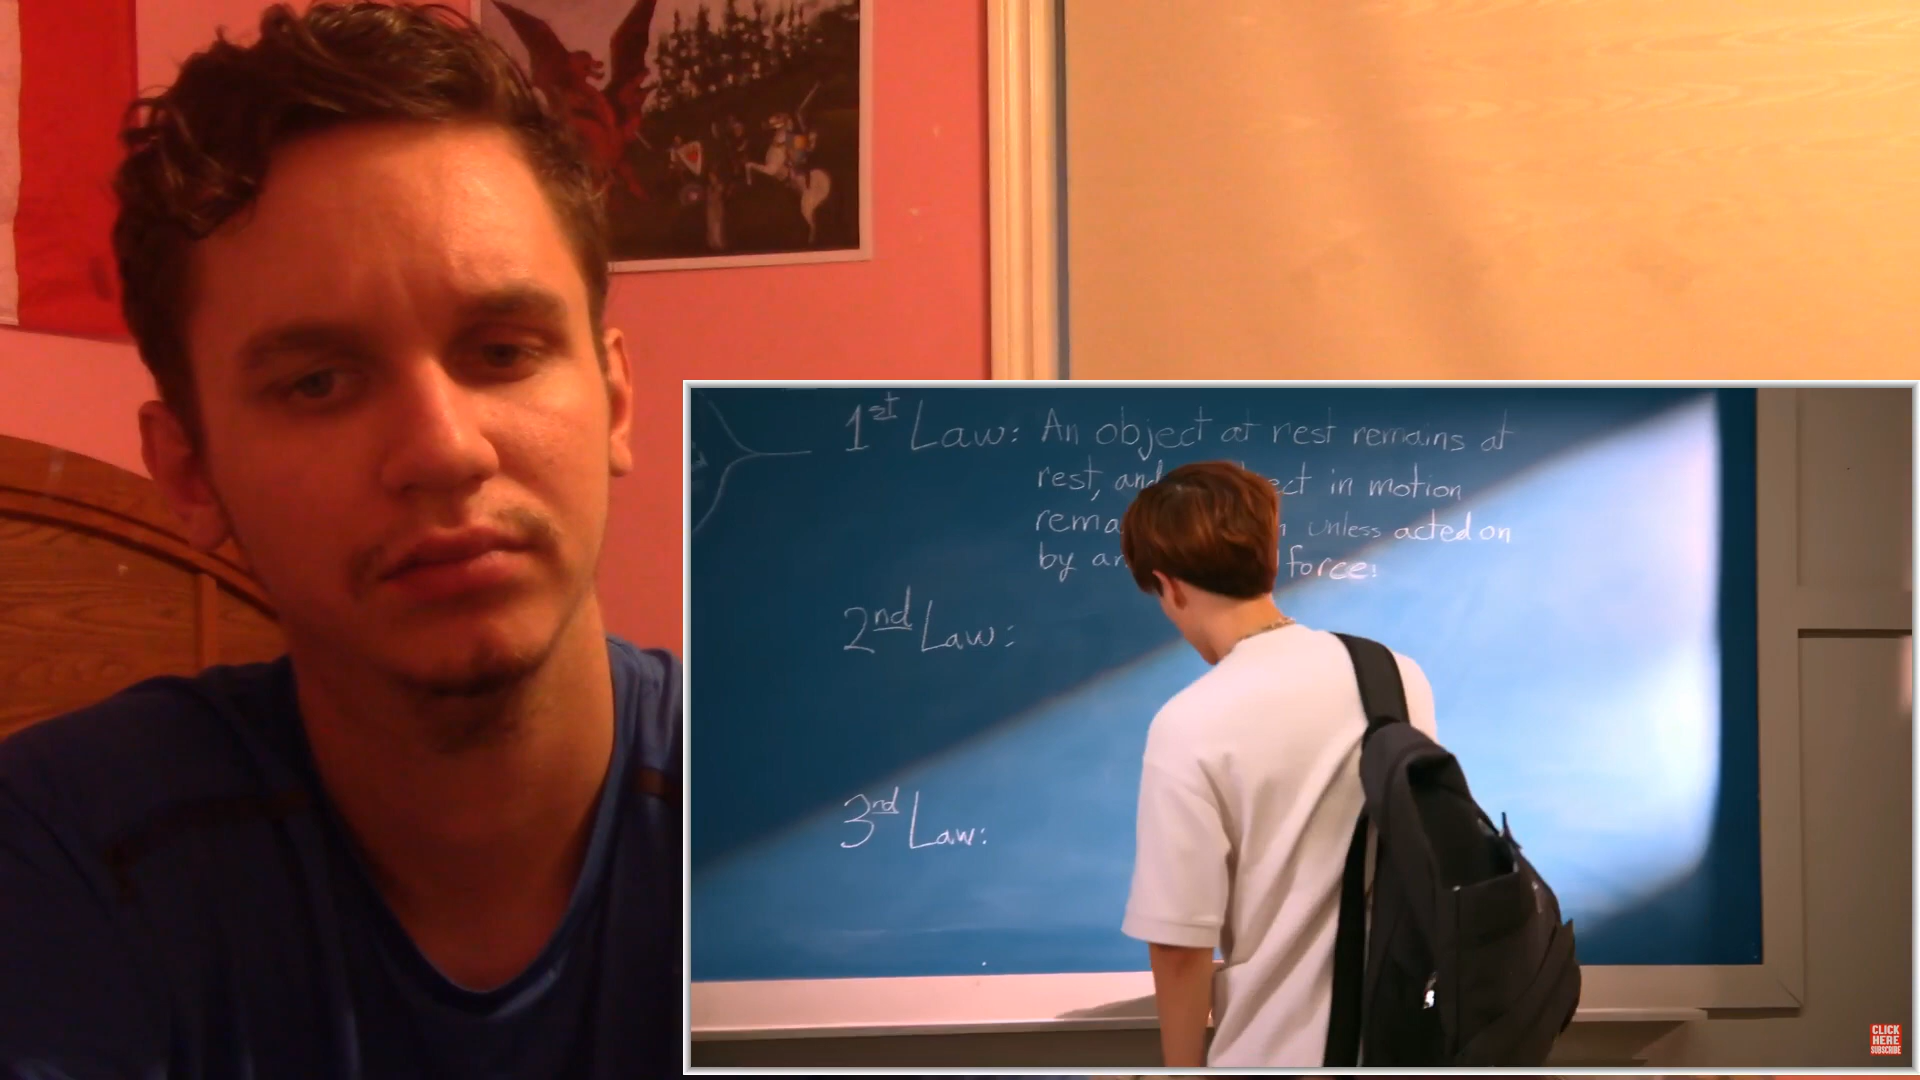 1st Law: An object at rest remains at
rest, and ect in motion
rema n unless acted on
by an force!
2nd Law:
3rd Law:
CLICK
HERE
SUBSCRIBE